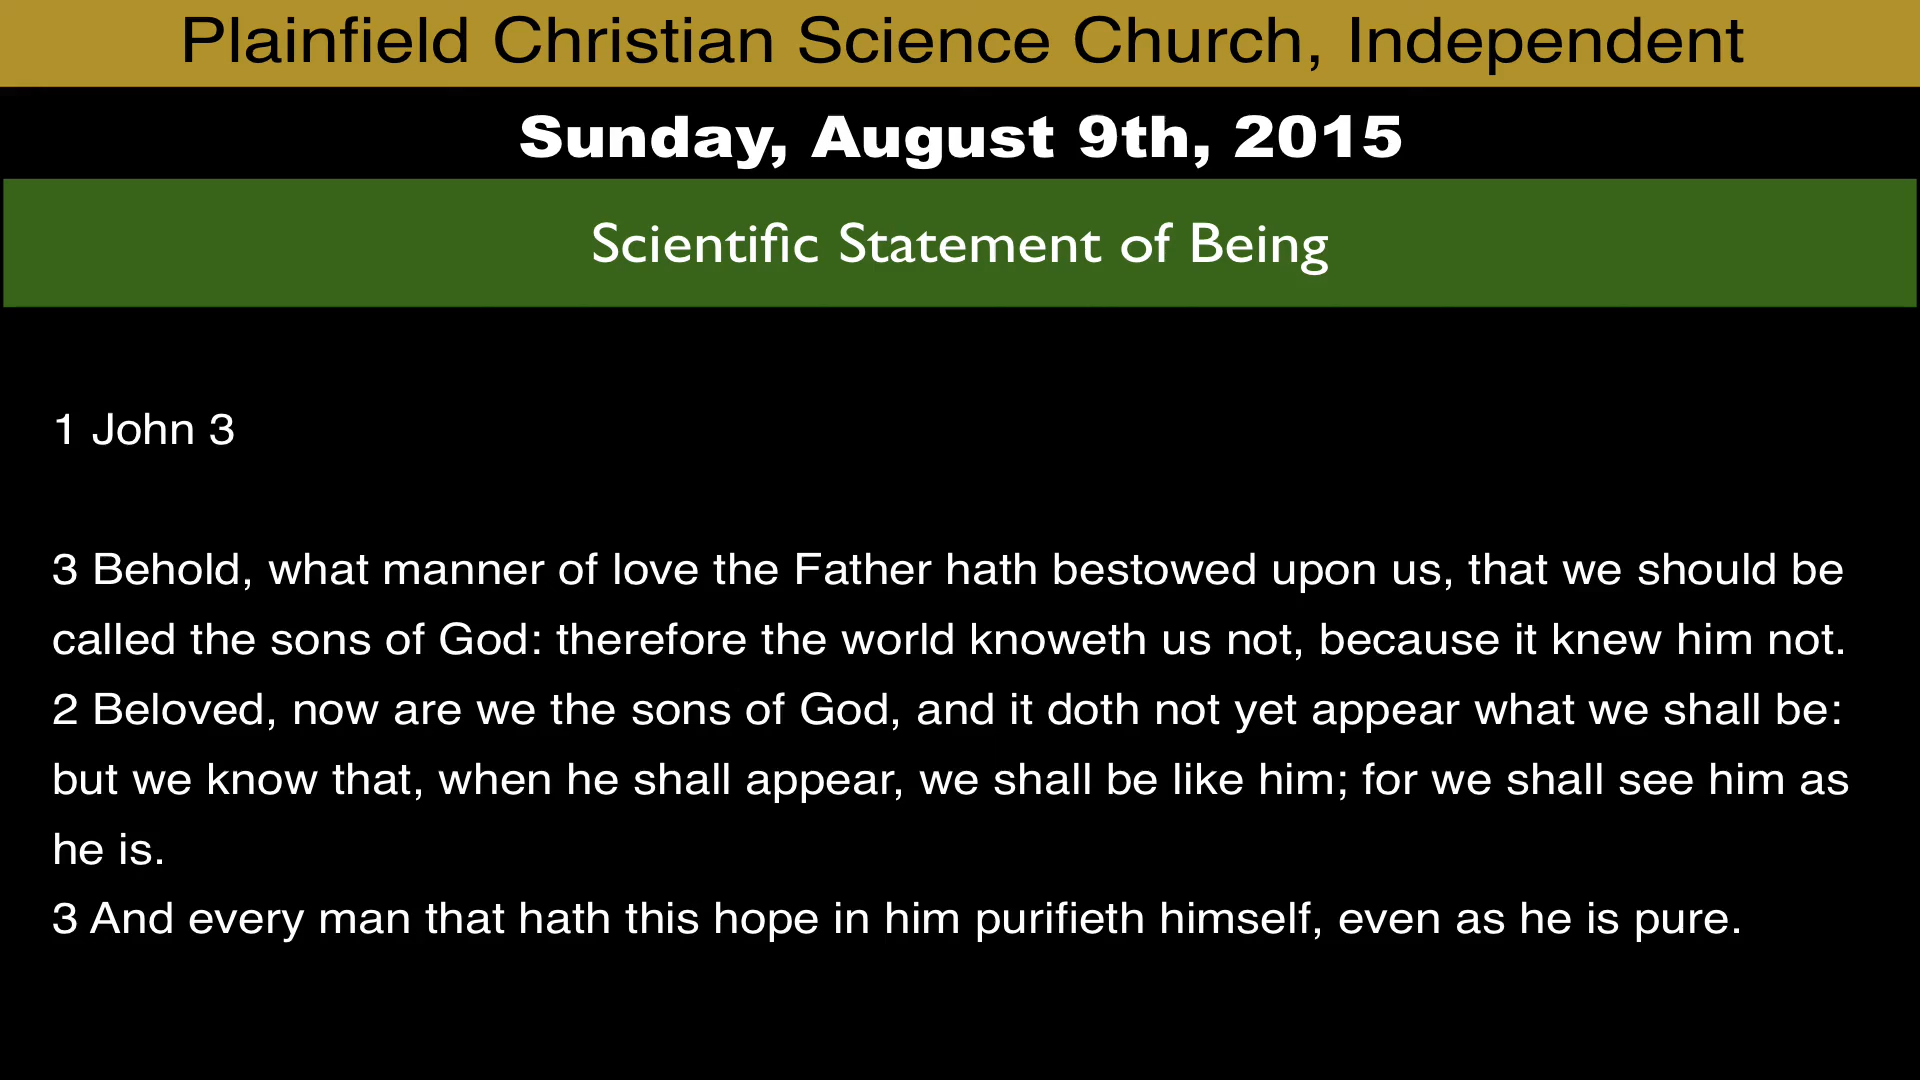 Plainfield Christian Science Church, Independent
Sunday, August 9th, 2015
Scientific Statement of Being
1 John 3
3 Behold, what manner of love the Father hath bestowed upon us, that we should be
called the sons of God: therefore the world knoweth us not, because it knew him not.
2 Beloved, now are we the sons of God, and it doth not yet appear what we shall be:
but we know that, when he shall appear, we shall be like him; for we shall see him as
he is.
3 And every man that hath this hope in him purifieth himself, even as he is pure.